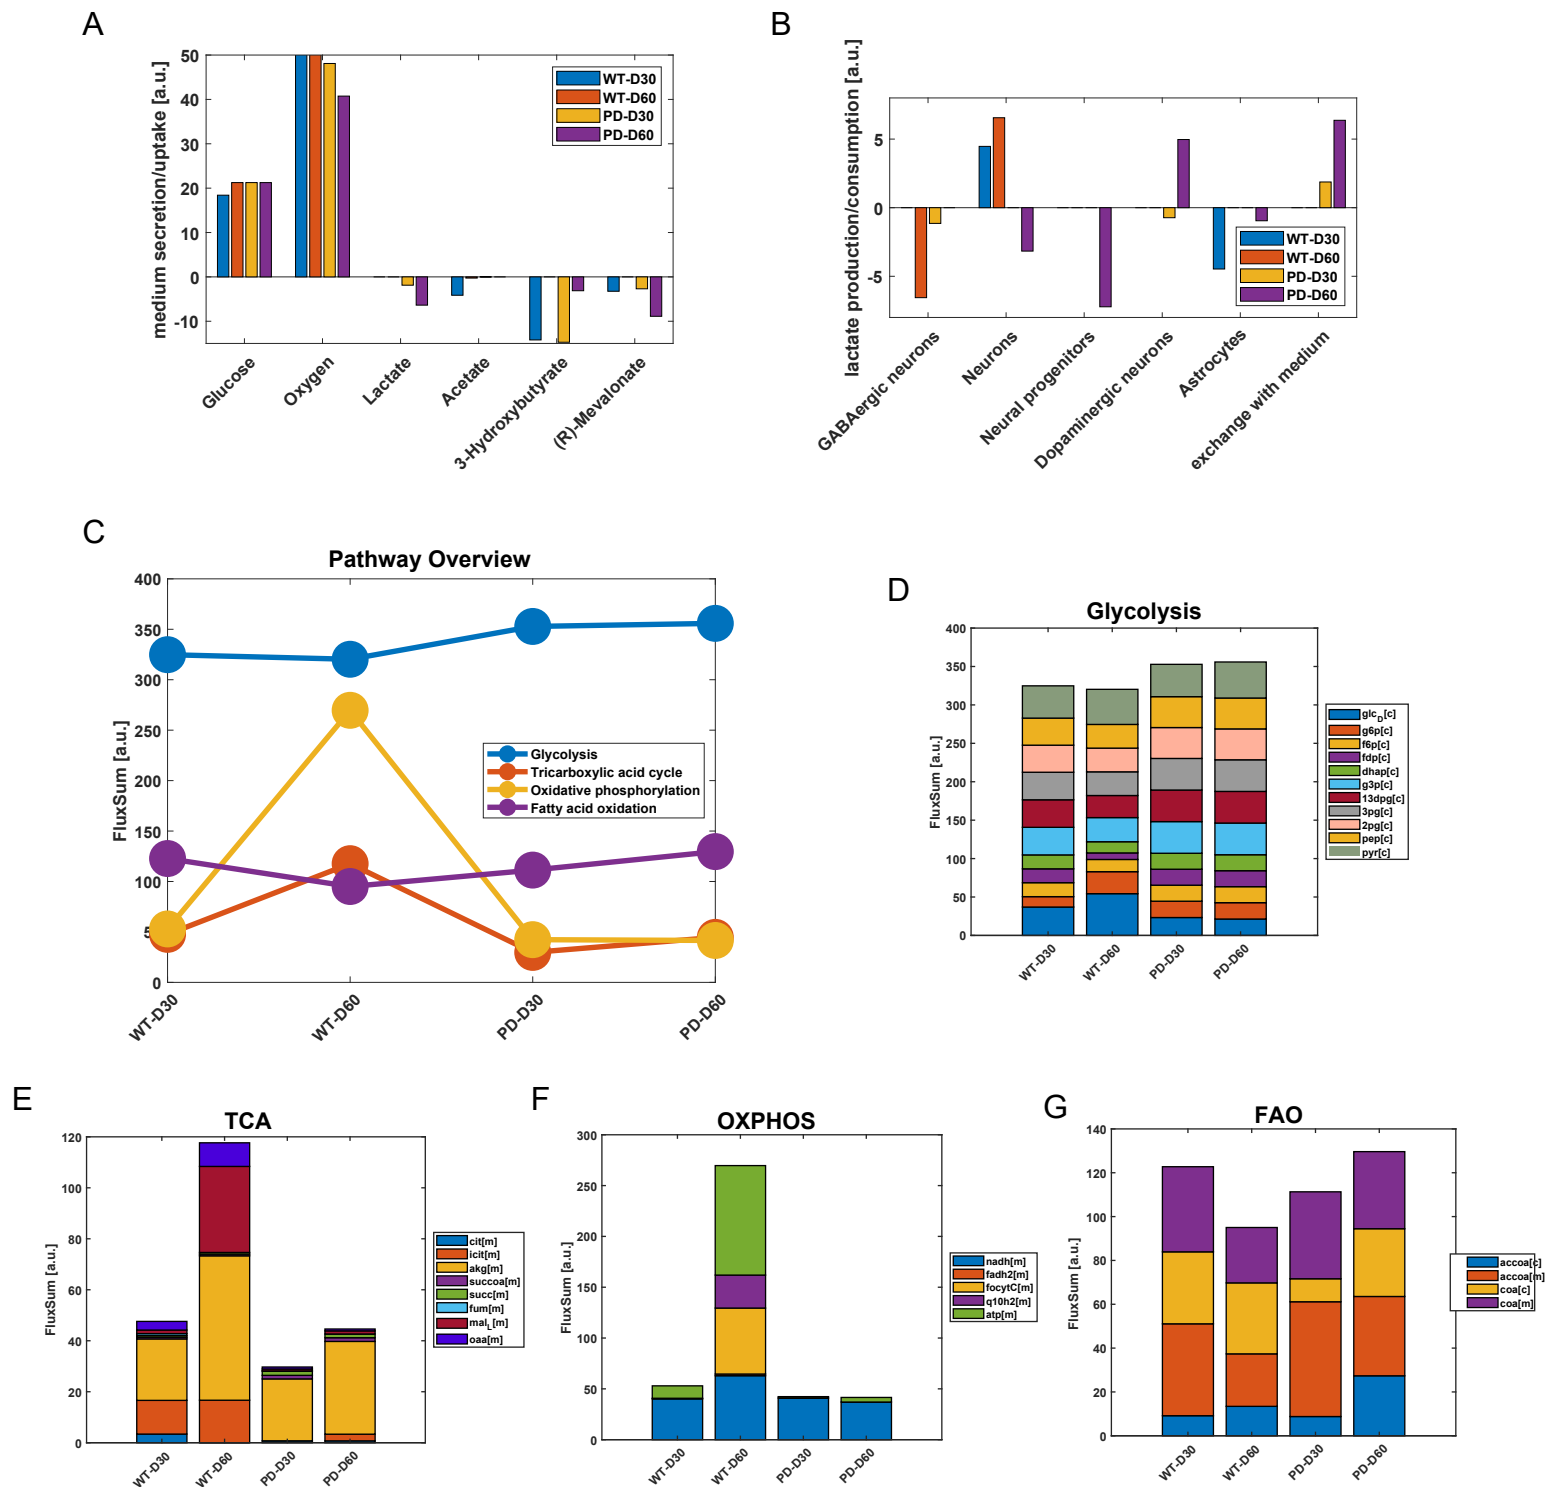 A
medium secretion/uptake [a.u.]
50
40
30
20
10
0
-10
WT-D30
WT-D60
PD-D30
PD-D60
Glucose
Oxygen
Lactate
Acetate
3-Hydroxybutyrate
(R)-Mevalonate
B
lactate production/consumption [a.u.]
5
0
-5
WT-D30
WT-D60
PD-D30
PD-D60
GABAergic neurons
Neurons
Neural progenitors
Dopaminergic neurons
Astrocytes
exchange with medium
C
Pathway Overview
FluxSum [a.u.]
400
350
300
250
200
150
100
5
0
Glycolysis
Tricarboxylic acid cycle
Oxidative phosphorylation
Fatty acid oxidation
WT-D30
WT-D60
PD-D30
PD-D60
D
Glycolysis
FluxSum [a.u.]
400
350
300
250
200
150
100
50
0
glcD[c]
g6p[c]
f6p[c]
fdp[c]
dhap[c]
g3p[c]
13dpg[c]
3pg[c]
2pg[c]
pep[c]
pyr[c]
WT-D30
WT-D60
PD-D30
PD-D60
E
TCA
FluxSum [a.u.]
120
100
80
60
40
20
0
cit[m]
icit[m]
akg[m]
succoa[m]
succ[m]
fum[m]
malL[m]
oaa[m]
WT-D30
WT-D60
PD-D30
PD-D60
F
OXPHOS
FluxSum [a.u.]
300
250
200
150
100
50
0
nadh[m]
fadh2[m]
focytC[m]
q10h2[m]
atp[m]
WT-D30
WT-D60
PD-D30
PD-D60
G
FAO
FluxSum [a.u.]
140
120
100
80
60
40
20
0
accoa[c]
accoa[m]
coa[c]
coa[m]
WT-D30
WT-D60
PD-D30
PD-D60